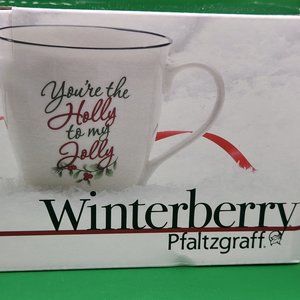 You're the
Holly
to my
Jolly
Winterberry
Pfaltzgraff